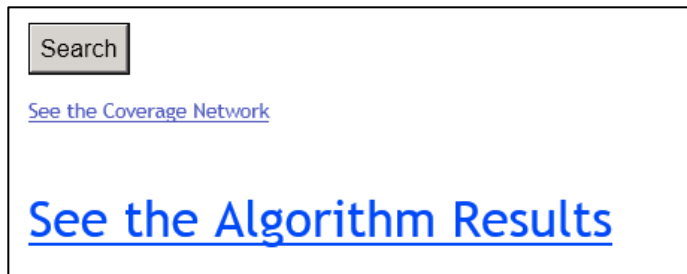 Search
See the Coverage Network
See the Algorithm Results